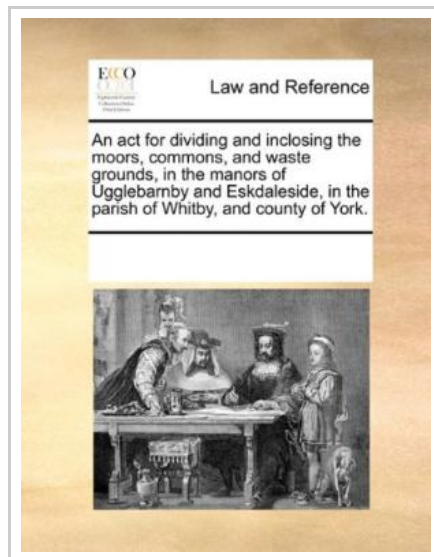 ECCO
Law and Reference
An act for dividing and inclosing the
moors, commons, and waste
grounds, in the manors of
Ugglebarnby and Eskdaleside, in the
parish of Whitby, and county of York.